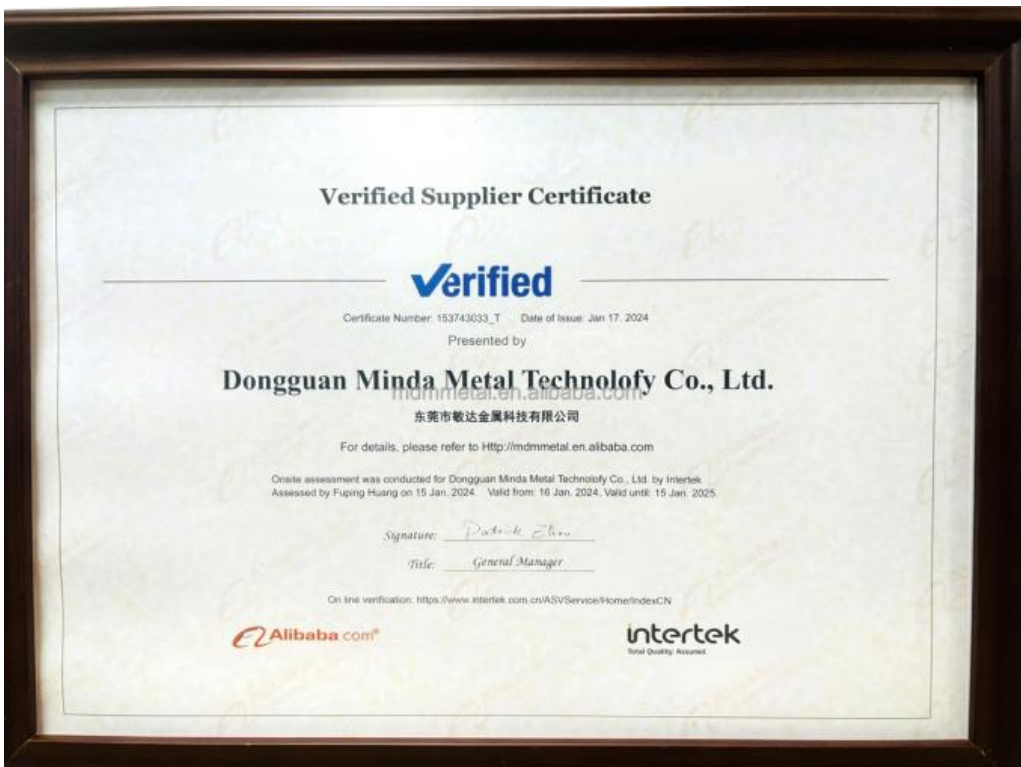 Verified Supplier Certificate
Verified
Certificate Number: 153743033_T Date of Issue: Jan 17. 2024
Presented by
Dongguan Minda Metal Technolofy Co., Ltd.
mdmmetal.en.alibaba.com
东莞市敏达金属科技有限公司
For details, please refer to Http://mdmmetal.en.alibaba.com
Onsite assessment was conducted for Dongguan Minda Metal Technolofy Co., Ltd. by Intertek
Assessed by Fuping Huang on 15 Jan. 2024. Valid from: 16 Jan. 2024, Valid until: 15 Jan. 2025.
Signature: Patrick Zhou
Title: General Manager
On line verification: https://www.intertek.com.cn/ASVService/Home/IndexCN
Alibaba.com®
intertek
Total Quality. Assured.